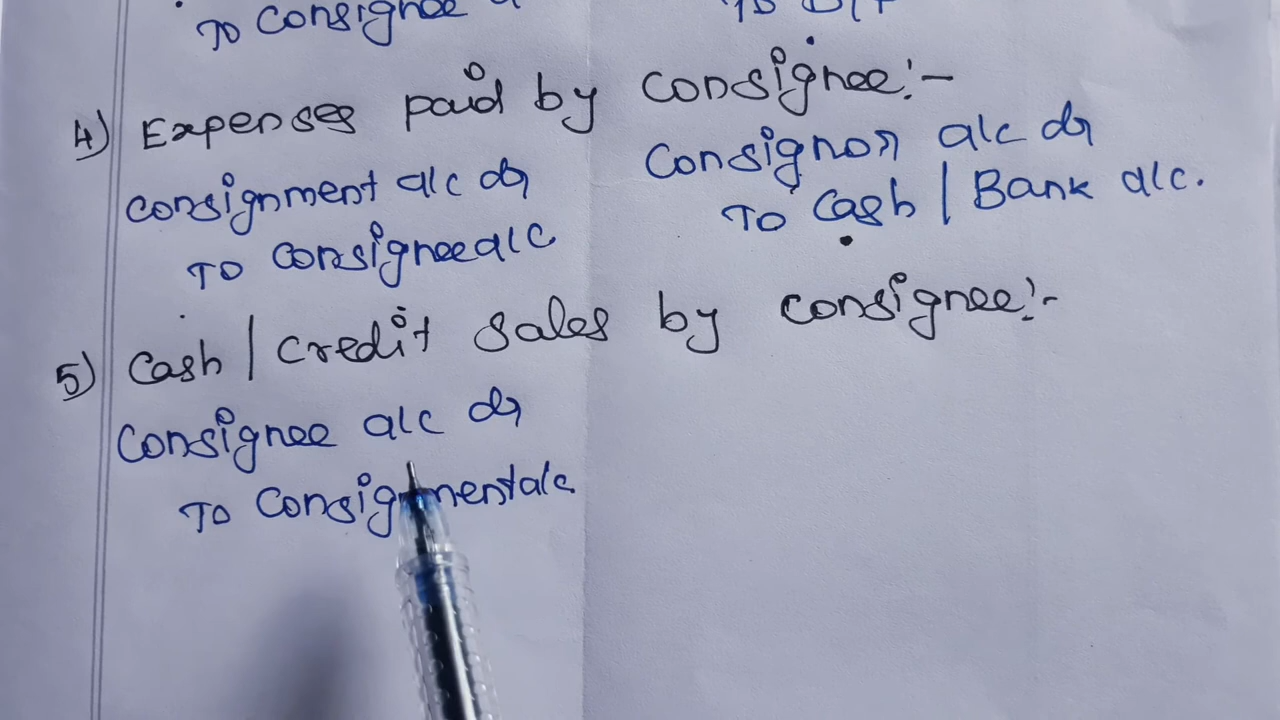 To consignee
To B/P
4) Expenses paid by consignee:-
consignment a/c dr
To consignee a/c
Consignor a/c dr
To Cash / Bank a/c.
5) Cash / Credit sales by consignee:-
Consignee a/c dr
To Consignment a/c